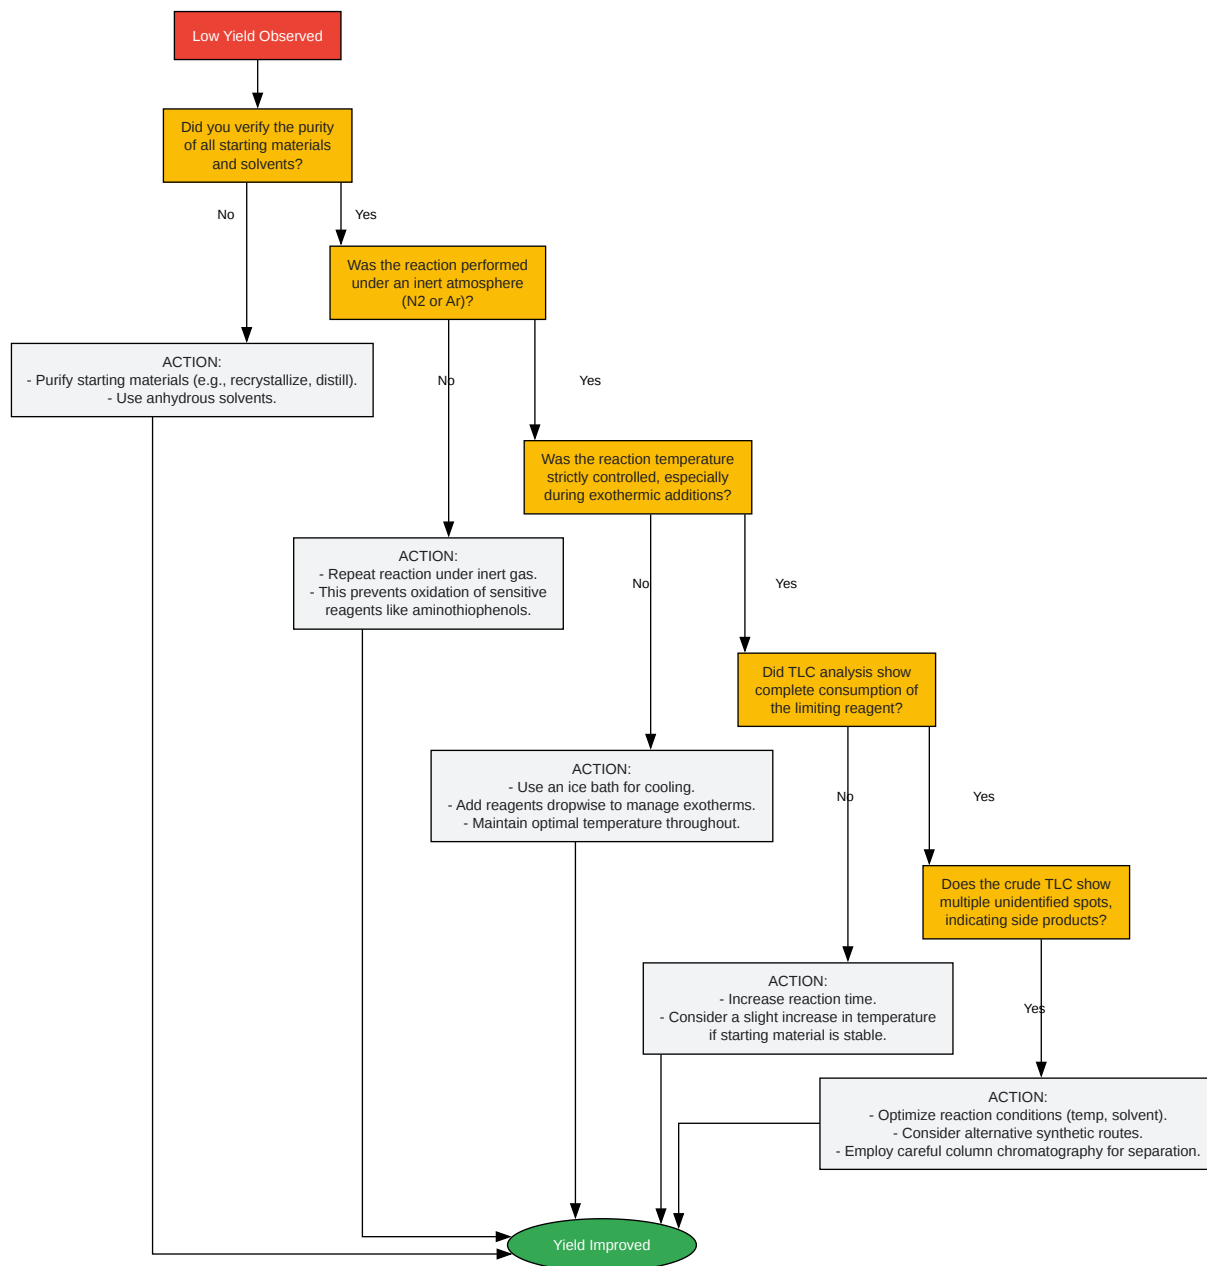 Low Yield Observed
Did you verify the purity
of all starting materials
and solvents?
No
Yes
Was the reaction performed
under an inert atmosphere
(N2 or Ar)?
ACTION:
- Purify starting materials (e.g., recrystallize, distill).
- Use anhydrous solvents.
No
Yes
Was the reaction temperature
strictly controlled, especially
during exothermic additions?
ACTION:
- Repeat reaction under inert gas.
- This prevents oxidation of sensitive
reagents like aminothiophenols.
No
Yes
Did TLC analysis show
complete consumption of
the limiting reagent?
ACTION:
- Use an ice bath for cooling.
- Add reagents dropwise to manage exotherms.
- Maintain optimal temperature throughout.
No
Yes
Does the crude TLC show
multiple unidentified spots,
indicating side products?
ACTION:
- Increase reaction time.
- Consider a slight increase in temperature
if starting material is stable.
Yes
ACTION:
- Optimize reaction conditions (temp, solvent).
- Consider alternative synthetic routes.
- Employ careful column chromatography for separation.
Yield Improved